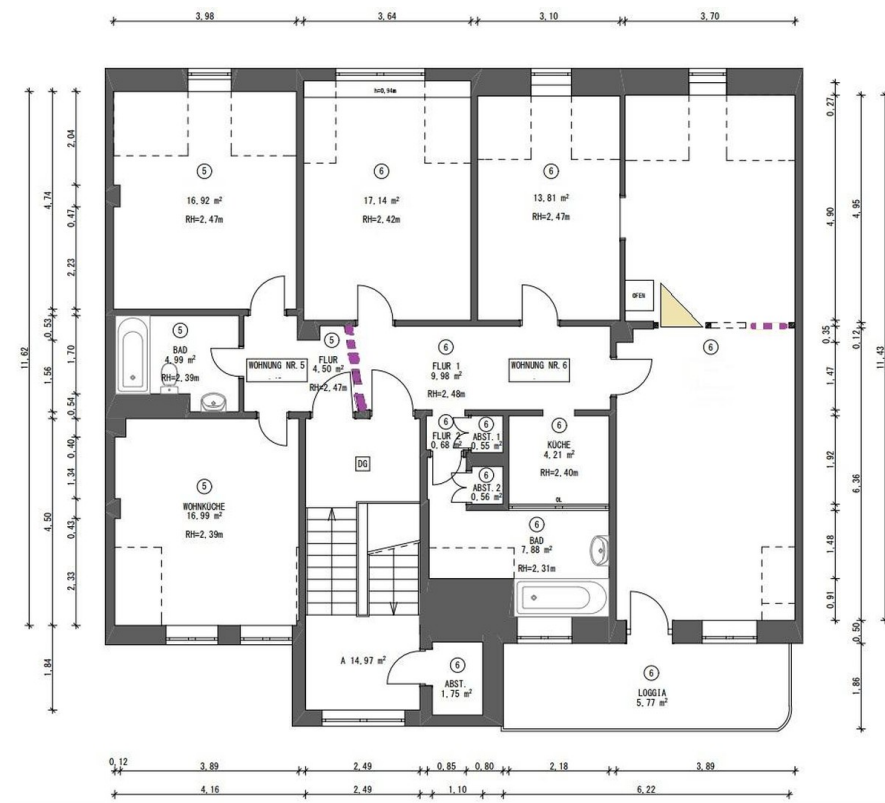 3,98
3,64
3,10
3,70
h=0,94m
5
16,92 m²
RH=2,47m
6
17,14 m²
RH=2,42m
6
13,81 m²
RH=2,47m
OFEN
6
5
BAD
4,99 m²
RH=2,39m
WOHNUNG NR. 5
5
FLUR
4,50 m²
RH=2,47m
6
FLUR 1
9,98 m²
RH=2,48m
WOHNUNG NR. 6
6
FLUR 2
0,68 m²
6
ABST. 1
0,55 m²
6
ABST. 2
0,56 m²
6
KÜCHE
4,21 m²
RH=2,40m
OL
DG
5
WOHNKÜCHE
16,99 m²
RH=2,39m
6
BAD
7,88 m²
RH=2,31m
A 14,97 m²
6
ABST.
1,75 m²
6
LOGGIA
5,77 m²
11,62
4,74
0,53
1,56
0,54
4,50
1,84
2,04
0,47
2,23
1,70
0,40
1,34
0,43
2,33
0,27
4,90
0,35
1,47
1,92
1,48
0,91
0,50
4,95
0,12
6,36
1,86
11,43
0,12
3,89
2,49
0,85
0,80
2,18
3,89
4,16
2,49
1,10
6,22